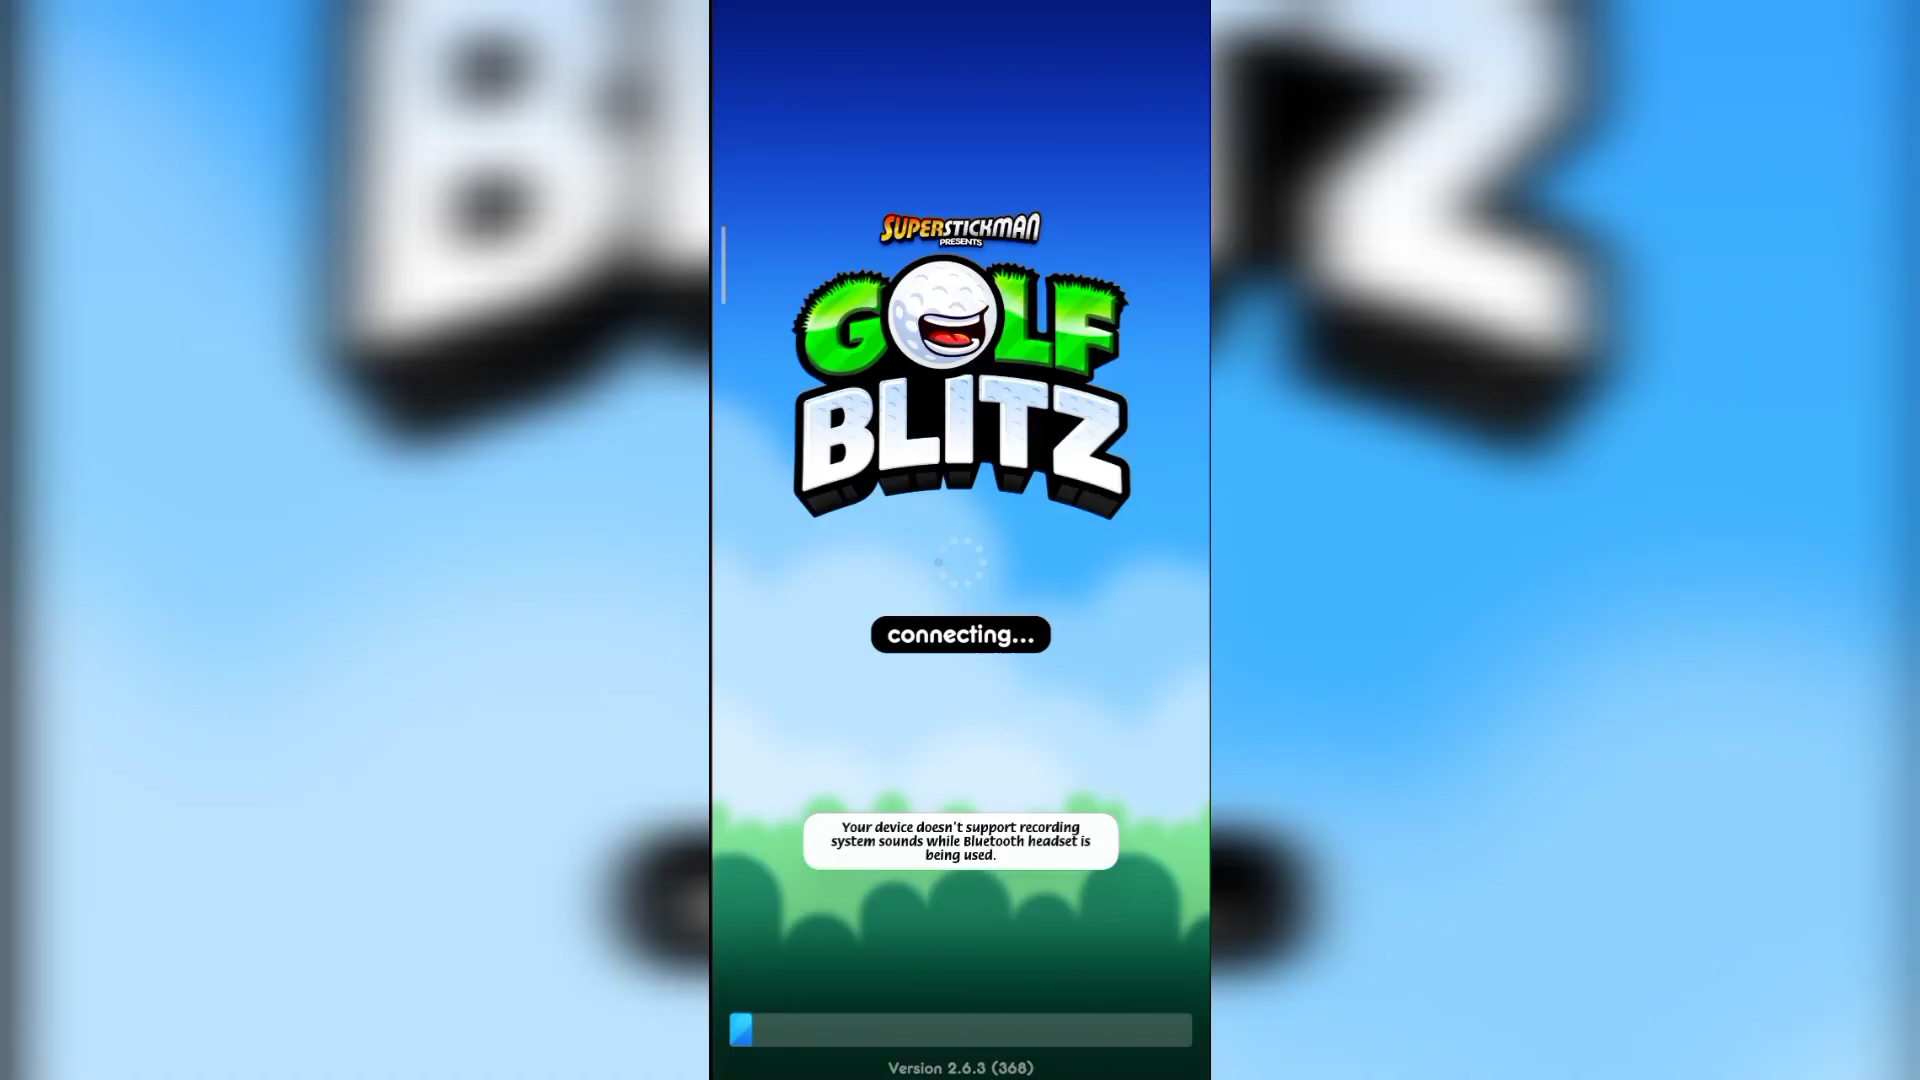 SUPERSTICKMAN
PRESENTS
GOLF
BLITZ
connecting...
Your device doesn't support recording
system sounds while Bluetooth headset is
being used.
Version 2.6.3 (368)